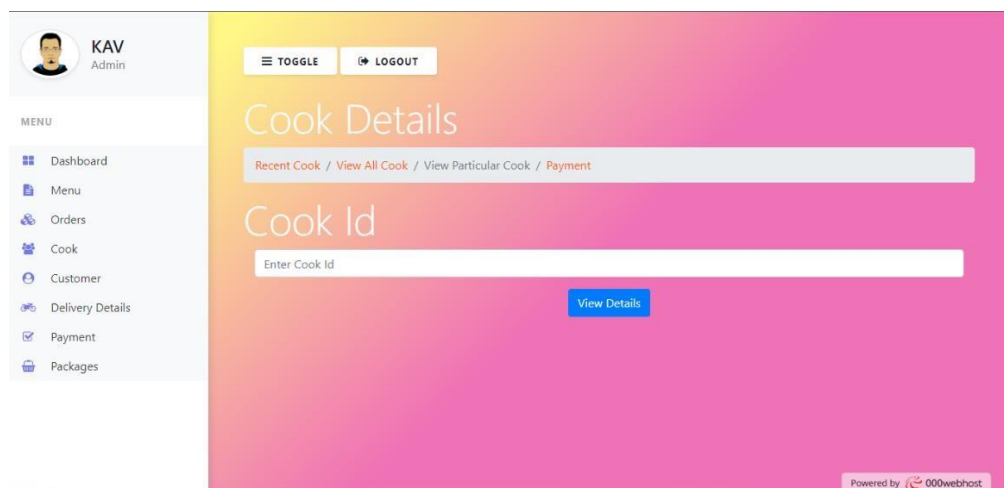 KAV
Admin
MENU
Dashboard
Menu
Orders
Cook
Customer
Delivery Details
Payment
Packages
TOGGLE
LOGOUT
Cook Details
Recent Cook / View All Cook / View Particular Cook / Payment
Cook Id
Enter Cook Id
View Details
Powered by 000webhost